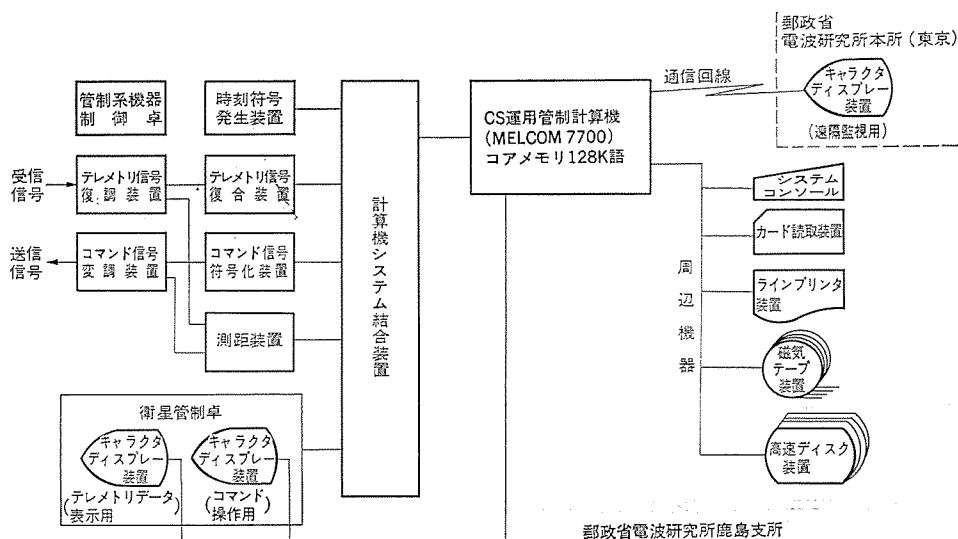 郵政省
電波研究所本所(東京)
キャラクタ
ディスプレー
装置
(遠隔監視用)
通信回線
管制系機器
制御卓
時刻符号
発生装置
CS運用管制計算機
(MELCOM 7700)
コアメモリ128K語
受信
信号
テレメトリ信号
復調装置
テレメトリ信号
復合装置
送信
信号
コマンド信号
変調装置
コマンド信号
符号化装置
測距装置
計算機システム結合装置
周辺機器
システム
コンソール
カード読取装置
ラインプリンタ
装置
磁気
テープ
装置
高速ディスク
装置
衛星管制卓
キャラクタ
ディスプレー
装置
(テレメトリデータ)
表示用
キャラクタ
ディスプレー
装置
(コマンド)
操作用
郵政省電波研究所鹿島支所